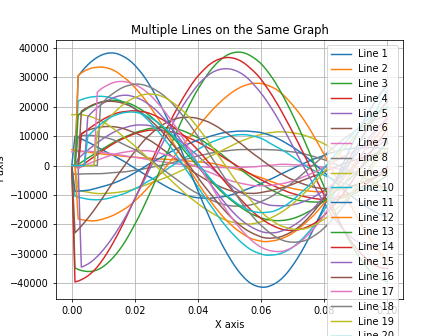 Multiple Lines on the Same Graph
40000
30000
20000
10000
0
−10000
−20000
−30000
−40000
0.00
0.02
0.04
0.06
X axis
Line 1
Line 2
Line 3
Line 4
Line 5
Line 6
Line 7
Line 8
Line 9
Line 10
Line 11
Line 12
Line 13
Line 14
Line 15
Line 16
Line 17
Line 18
Line 19
Line 20